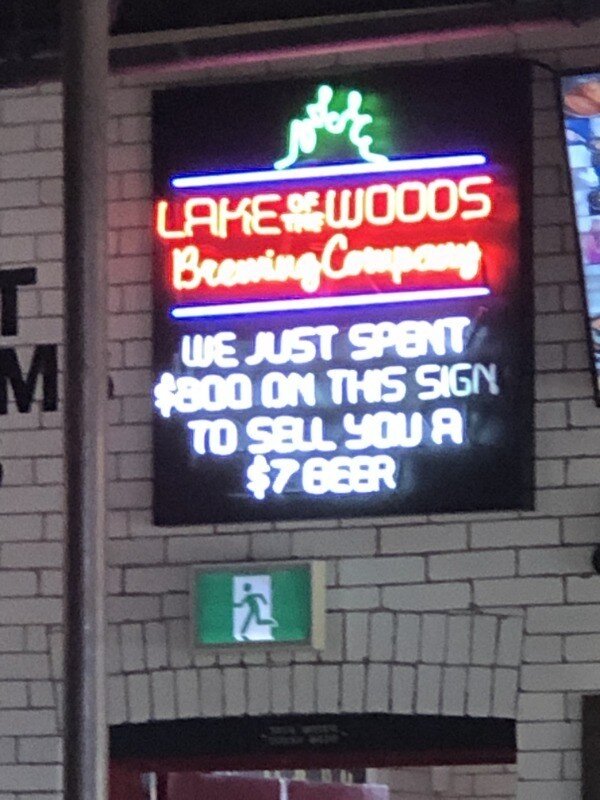 LAKE OF THE WOODS
Brewing Company
WE JUST SPENT
$800 ON THIS SIGN
TO SELL YOU A
$7 BEER
T
M